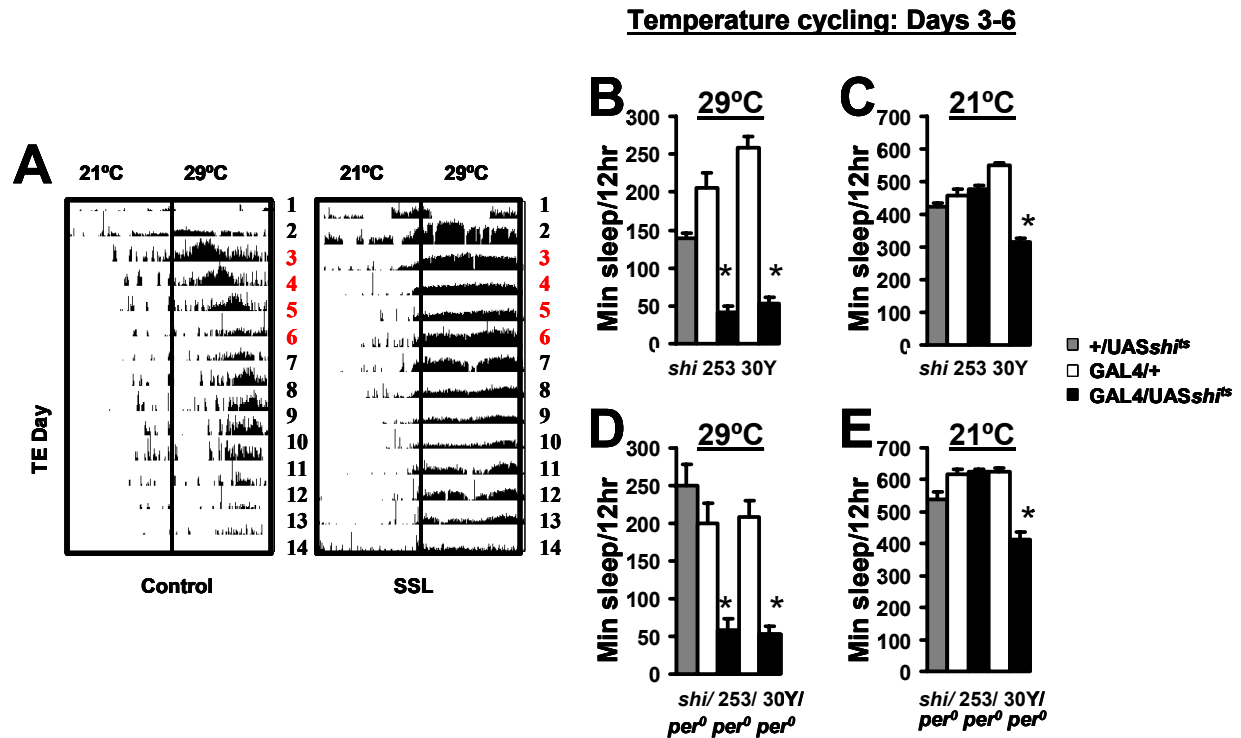 Temperature cycling: Days 3-6
A
21ºC 29ºC 21ºC 29ºC
TE Day
1 1
2 2
3 3
4 4
5 5
6 6
7 7
8 8
9 9
10 10
11 11
12 12
13 13
14 14
Control SSL
B
29ºC
Min sleep/12hr
300
250
200
150
100
50
0
* *
shi 253 30Y
C
21ºC
Min sleep/12hr
700
600
500
400
300
200
100
0
*
shi 253 30Y
+/UASshiᵗˢ
GAL4/+
GAL4/UASshiᵗˢ
D
29ºC
Min sleep/12hr
300
250
200
150
100
50
0
* *
shi/ 253/ 30Y/
per⁰ per⁰ per⁰
E
21ºC
Min sleep/12hr
700
600
500
400
300
200
100
0
*
shi/ 253/ 30Y/
per⁰ per⁰ per⁰